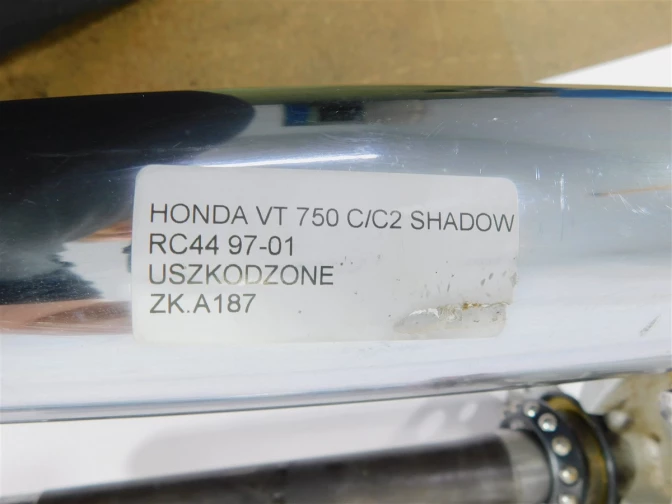 HONDA VT 750 C/C2 SHADOW
RC44 97-01
USZKODZONE
ZK.A187